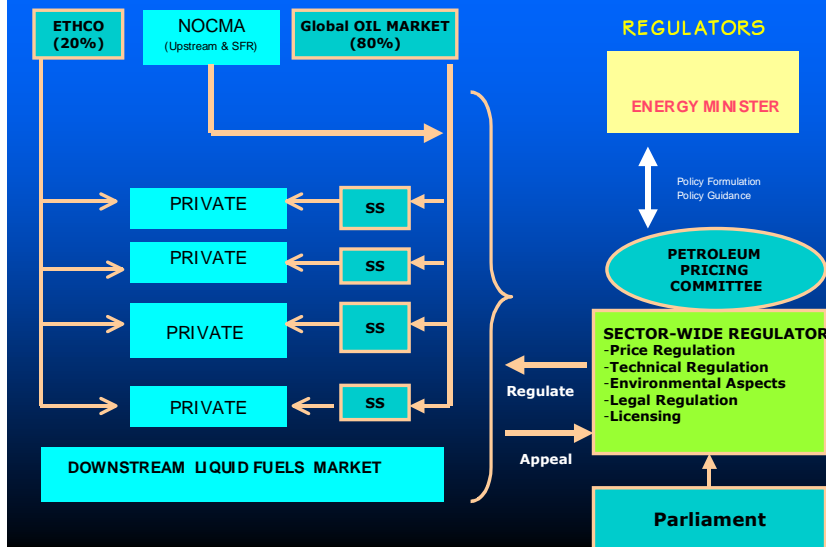 ETHCO
(20%)
NOCMA
(Upstream & SFR)
Global OIL MARKET
(80%)
REGULATORS
ENERGY MINISTER
Policy Formulation
Policy Guidance
PRIVATE
SS
PRIVATE
SS
PRIVATE
SS
PRIVATE
SS
PETROLEUM
PRICING
COMMITTEE
SECTOR-WIDE REGULATOR
-Price Regulation
-Technical Regulation
-Environmental Aspects
-Legal Regulation
-Licensing
Regulate
Appeal
DOWNSTREAM LIQUID FUELS MARKET
Parliament